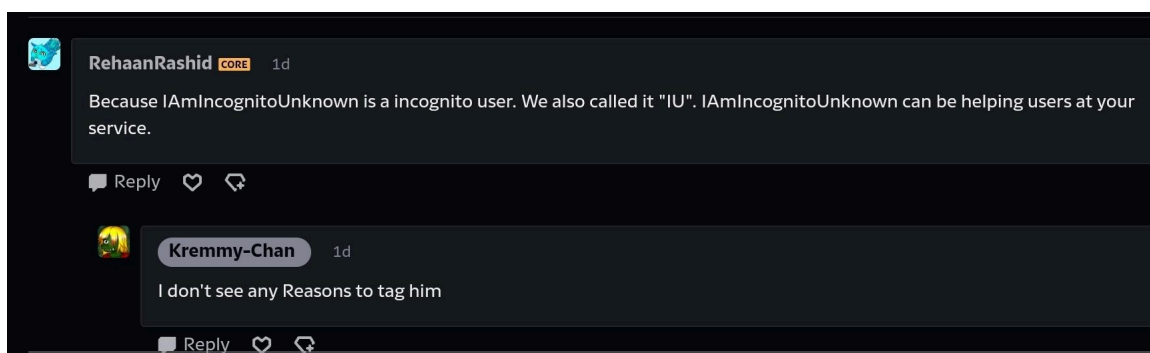 RehaanRashid CORE 1d
Because IAmIncognitoUnknown is a incognito user. We also called it "IU". IAmIncognitoUnknown can be helping users at your
service.
Reply
Kremmy-Chan 1d
I don't see any Reasons to tag him
Reply